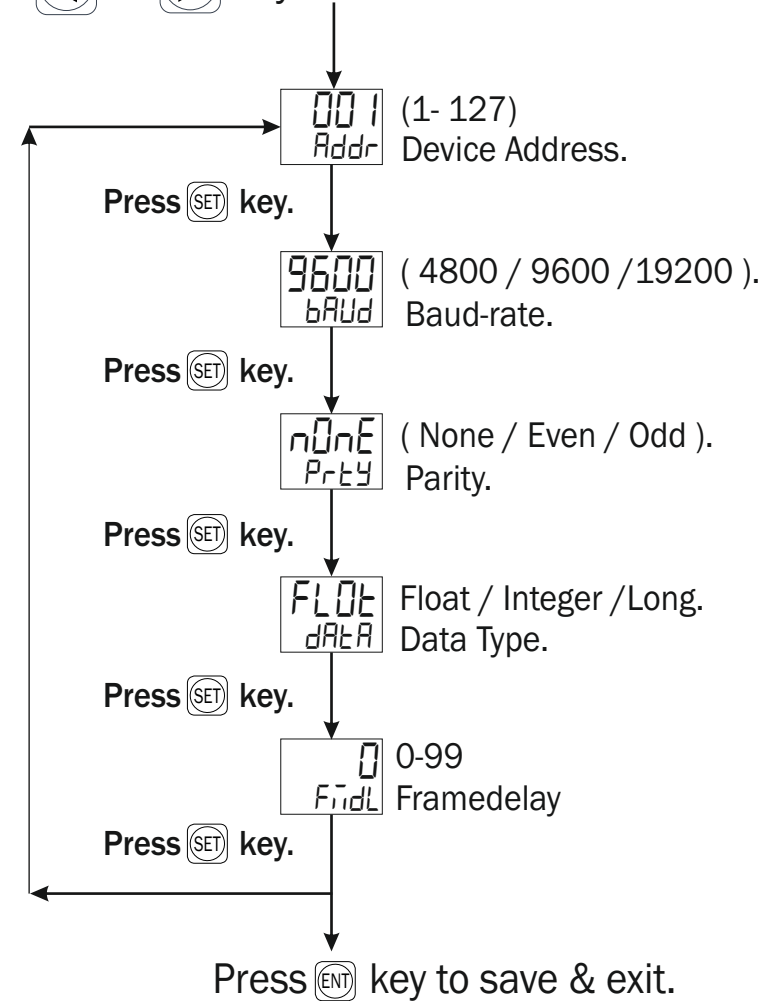 001 (1- 127)
Addr Device Address.
Press SET key.
9600 ( 4800 / 9600 /19200 ).
bAUd Baud-rate.
Press SET key.
nOnE ( None / Even / Odd ).
PrtY Parity.
Press SET key.
FLOt Float / Integer /Long.
dAtA Data Type.
Press SET key.
0 0-99
FmdL Framedelay
Press SET key.
Press ENT key to save & exit.